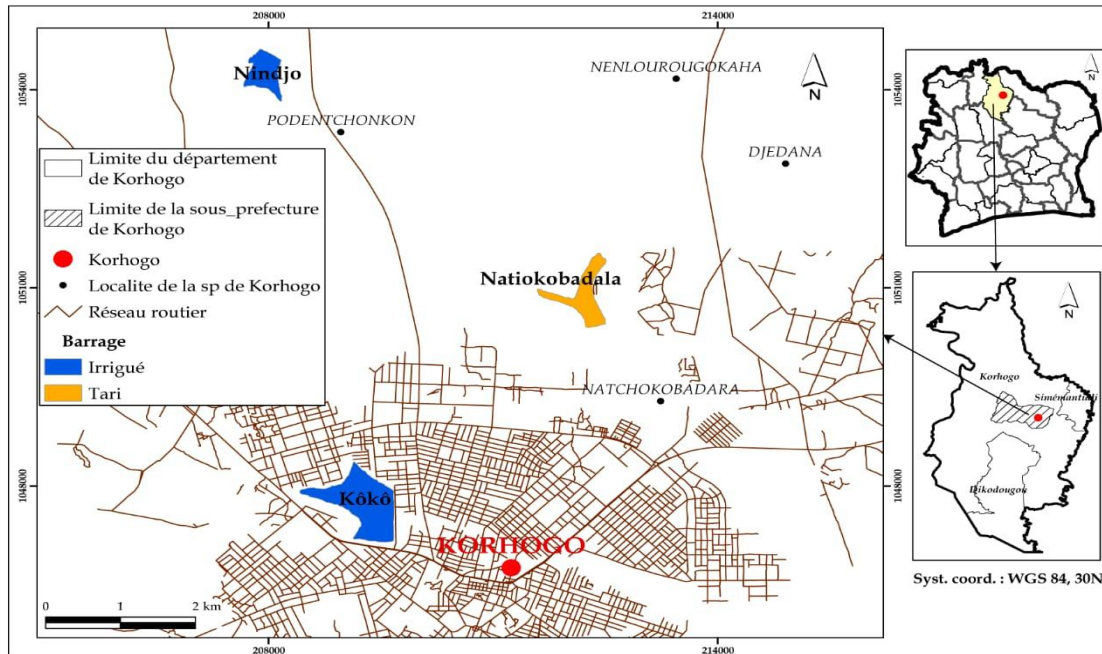 208000
214000
Nindjo
NENLOUROUGOKAHA
N
1054000
1054000
PODENTCHONKON
DJEDANA
Limite du département
de Korhogo
Limite de la sous_prefecture
de Korhogo
Korhogo
Localite de la sp de Korhogo
Réseau routier
Barrage
Irrigué
Tari
Natiokobadala
1051000
1051000
NATCHOKOBADARA
1048000
1048000
Kôkô
KORHOGO
0 1 2 km
208000
214000
N
N
Korhogo
Dikodougou
Syst. coord. : WGS 84, 30N